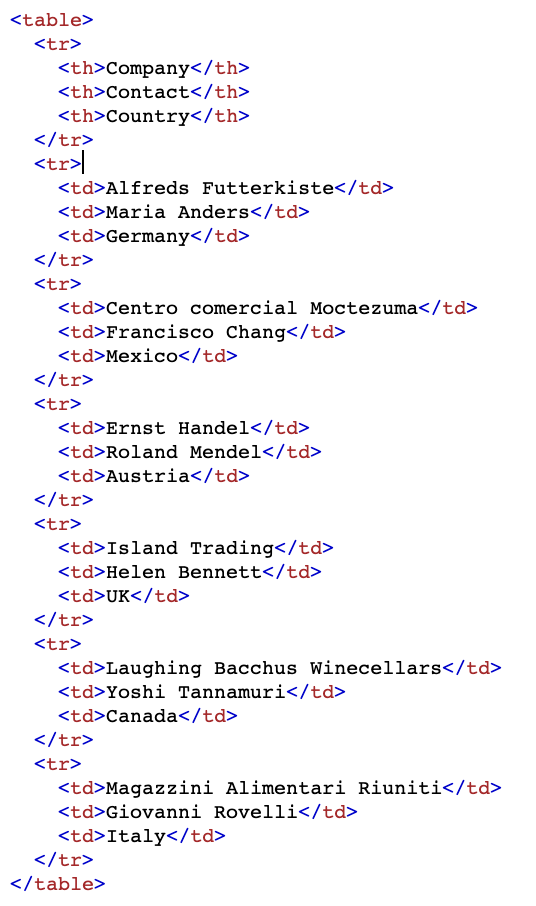 <table>
  <tr>
    <th>Company</th>
    <th>Contact</th>
    <th>Country</th>
  </tr>
  <tr>
    <td>Alfreds Futterkiste</td>
    <td>Maria Anders</td>
    <td>Germany</td>
  </tr>
  <tr>
    <td>Centro comercial Moctezuma</td>
    <td>Francisco Chang</td>
    <td>Mexico</td>
  </tr>
  <tr>
    <td>Ernst Handel</td>
    <td>Roland Mendel</td>
    <td>Austria</td>
  </tr>
  <tr>
    <td>Island Trading</td>
    <td>Helen Bennett</td>
    <td>UK</td>
  </tr>
  <tr>
    <td>Laughing Bacchus Winecellars</td>
    <td>Yoshi Tannamuri</td>
    <td>Canada</td>
  </tr>
  <tr>
    <td>Magazzini Alimentari Riuniti</td>
    <td>Giovanni Rovelli</td>
    <td>Italy</td>
  </tr>
</table>